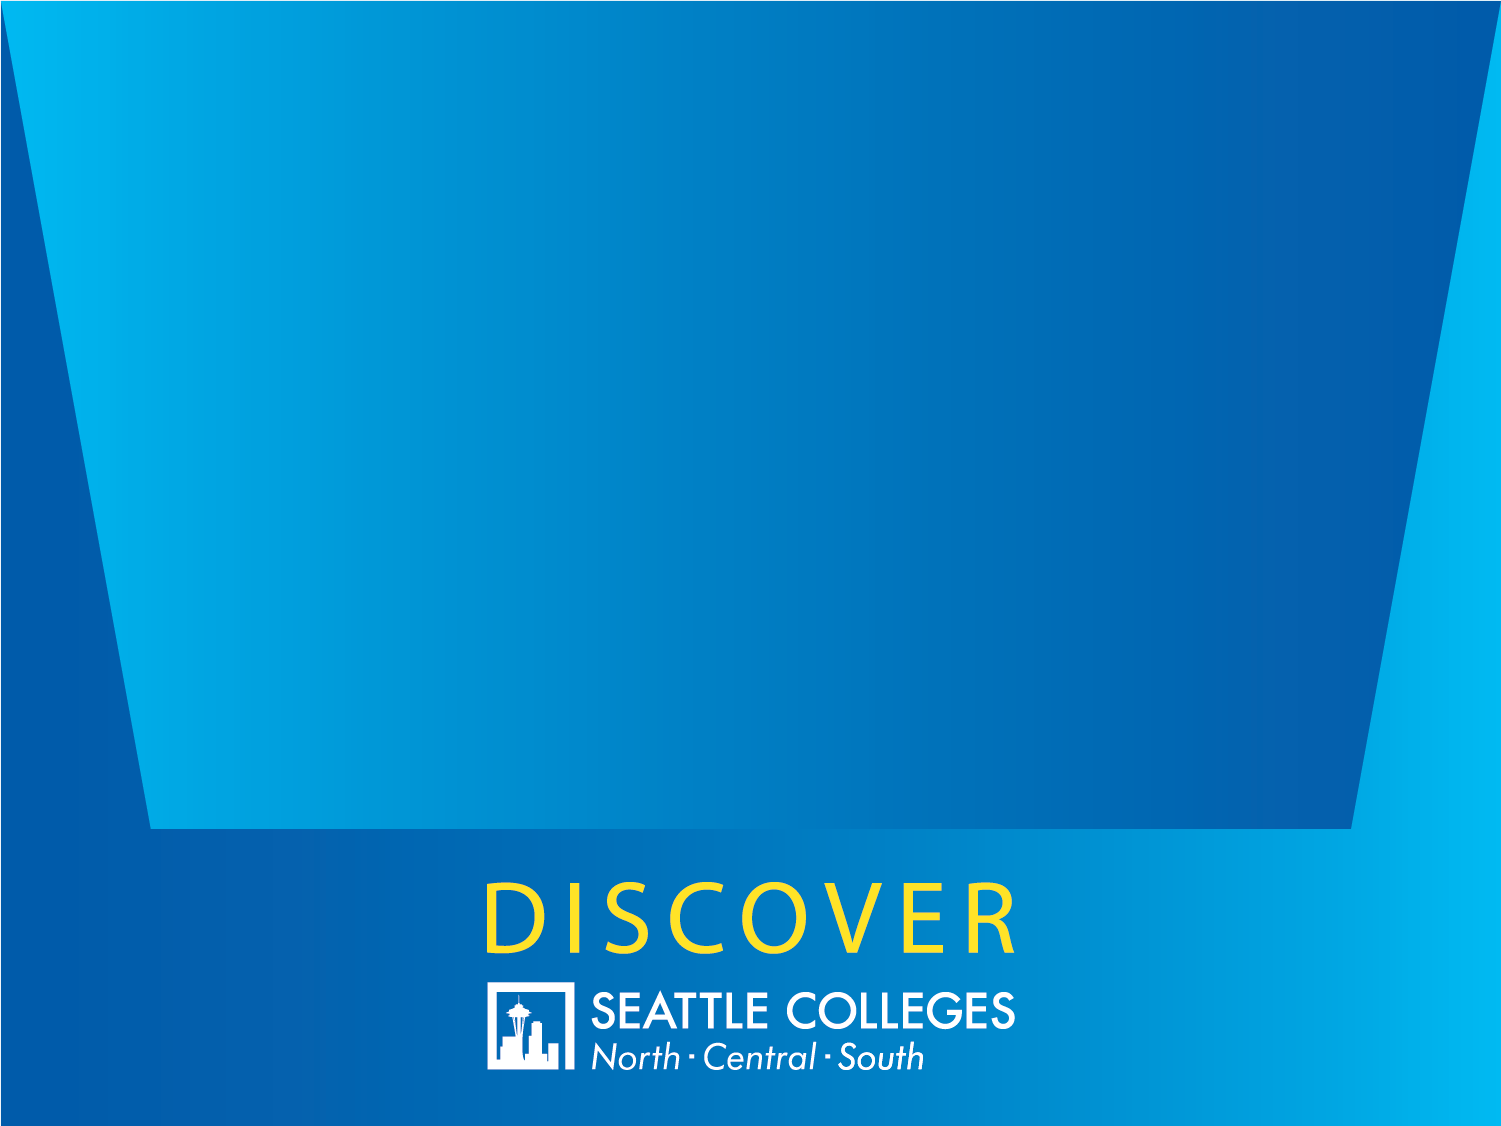 DISCOVER
SEATTLE COLLEGES
North · Central · South